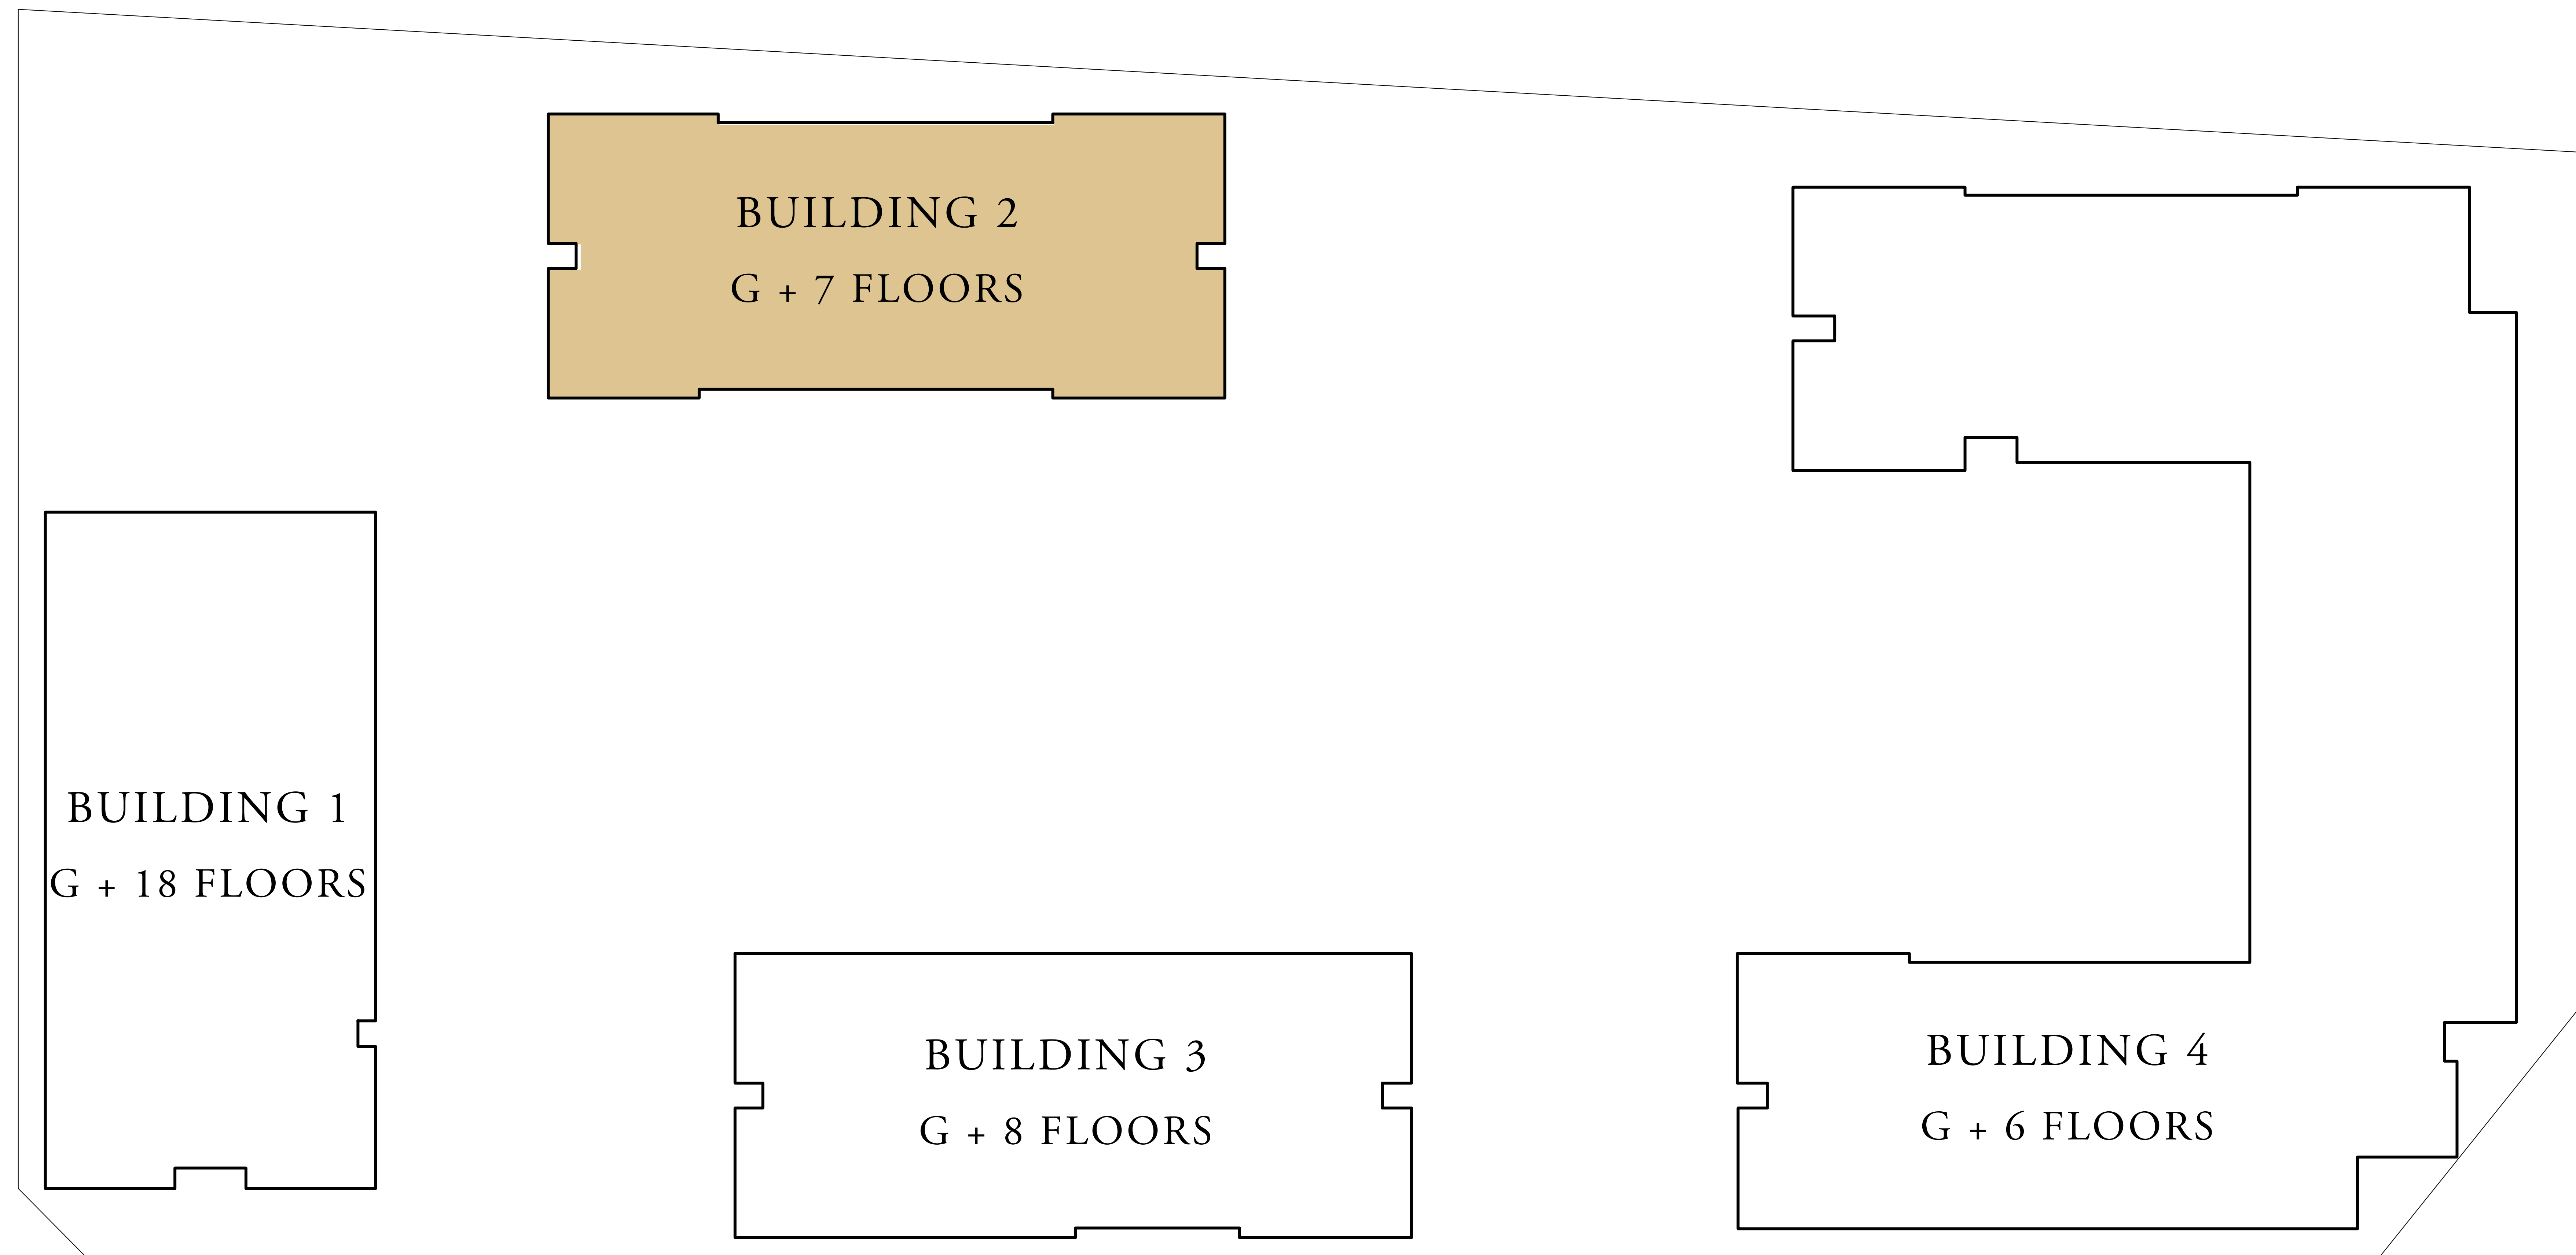 BUILDING 2
G + 7 FLOORS
BUILDING 1
G + 18 FLOORS
BUILDING 3
G + 8 FLOORS
BUILDING 4
G + 6 FLOORS